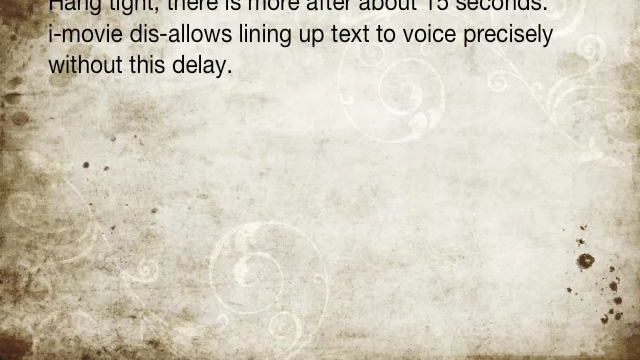 Hang tight, there is more after about 15 seconds.
i-movie dis-allows lining up text to voice precisely
without this delay.